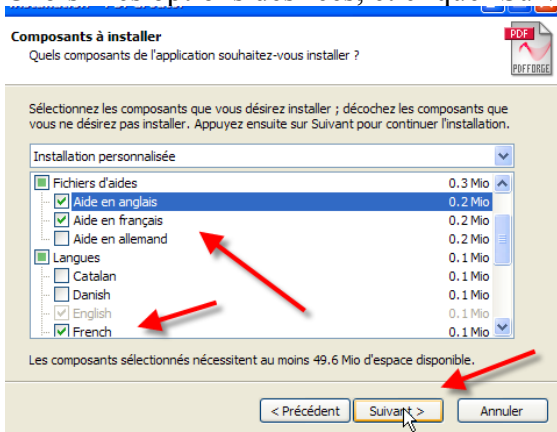 Composants à installer
Quels composants de l'application souhaitez-vous installer ?
PDF
PDFFORGE
Sélectionnez les composants que vous désirez installer ; décochez les composants que
vous ne désirez pas installer. Appuyez ensuite sur Suivant pour continuer l'installation.
Installation personnalisée
Fichiers d'aides 0.3 Mio
Aide en anglais 0.2 Mio
Aide en français 0.2 Mio
Aide en allemand 0.2 Mio
Langues 0.1 Mio
Catalan 0.1 Mio
Danish 0.1 Mio
English 0.1 Mio
French 0.1 Mio
Les composants sélectionnés nécessitent au moins 49.6 Mio d'espace disponible.
< Précédent Suivant > Annuler